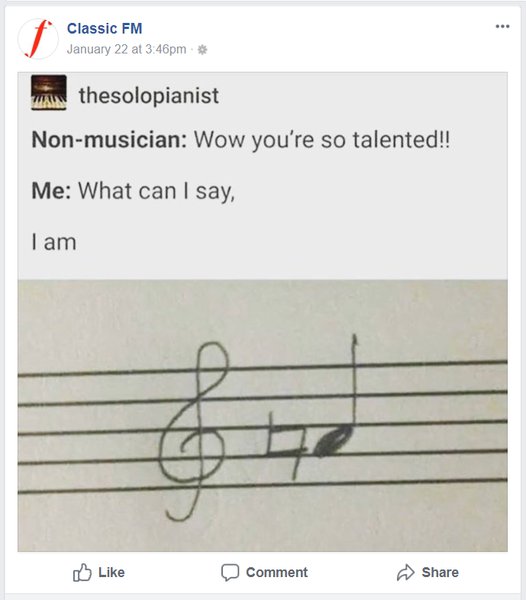 Classic FM
January 22 at 3:46pm ·
thesolopianist
Non-musician: Wow you're so talented!!
Me: What can I say,
I am
Like Comment Share